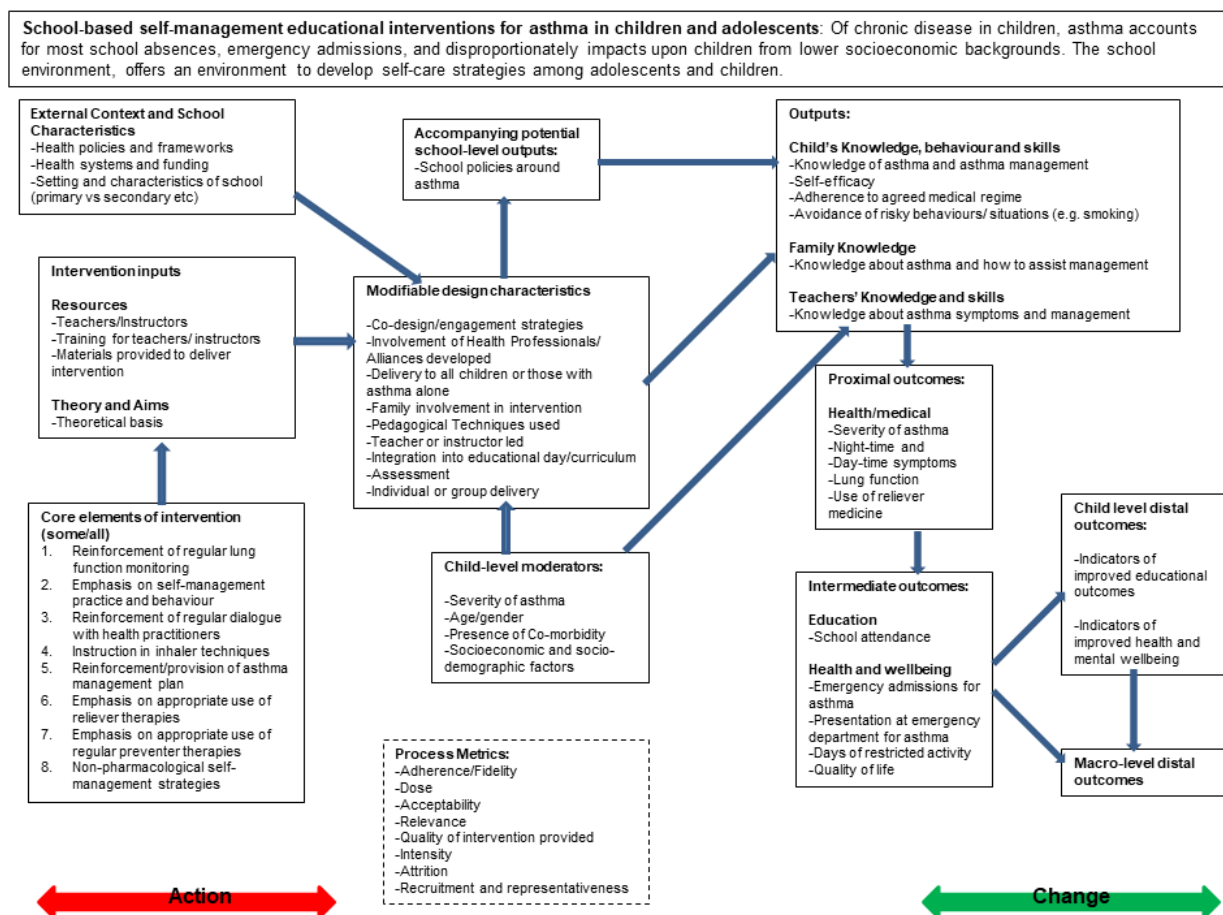 School-based self-management educational interventions for asthma in children and adolescents: Of chronic disease in children, asthma accounts
for most school absences, emergency admissions, and disproportionately impacts upon children from lower socioeconomic backgrounds. The school
environment, offers an environment to develop self-care strategies among adolescents and children.
External Context and School
Characteristics
-Health policies and frameworks
-Health systems and funding
-Setting and characteristics of school
(primary vs secondary etc)
Accompanying potential
school-level outputs:
-School policies around
asthma
Outputs:
Child's Knowledge, behaviour and skills
-Knowledge of asthma and asthma management
-Self-efficacy
-Adherence to agreed medical regime
-Avoidance of risky behaviours/ situations (e.g. smoking)
Family Knowledge
-Knowledge about asthma and how to assist management
Teachers' Knowledge and skills
-Knowledge about asthma symptoms and management
Intervention inputs
Resources
-Teachers/Instructors
-Training for teachers/ instructors
-Materials provided to deliver
intervention
Theory and Aims
-Theoretical basis
Modifiable design characteristics
-Co-design/engagement strategies
-Involvement of Health Professionals/
Alliances developed
-Delivery to all children or those with
asthma alone
-Family involvement in intervention
-Pedagogical Techniques used
-Teacher or instructor led
-Integration into educational day/curriculum
-Assessment
-Individual or group delivery
Proximal outcomes:
Health/medical
-Severity of asthma
-Night-time and
-Day-time symptoms
-Lung function
-Use of reliever
medicine
Core elements of intervention
(some/all)
1. Reinforcement of regular lung
function monitoring
2. Emphasis on self-management
practice and behaviour
3. Reinforcement of regular dialogue
with health practitioners
4. Instruction in inhaler techniques
5. Reinforcement/provision of asthma
management plan
6. Emphasis on appropriate use of
reliever therapies
7. Emphasis on appropriate use of
regular preventer therapies
8. Non-pharmacological self-
management strategies
Child-level moderators:
-Severity of asthma
-Age/gender
-Presence of Co-morbidity
-Socioeconomic and socio-
demographic factors
Intermediate outcomes:
Education
-School attendance
Health and wellbeing
-Emergency admissions for
asthma
-Presentation at emergency
department for asthma
-Days of restricted activity
-Quality of life
Child level distal
outcomes:
-Indicators of
improved educational
outcomes
-Indicators of
improved health and
mental wellbeing
Macro-level distal
outcomes
Process Metrics:
-Adherence/Fidelity
-Dose
-Acceptability
-Relevance
-Quality of intervention provided
-Intensity
-Attrition
-Recruitment and representativeness
Action
Change